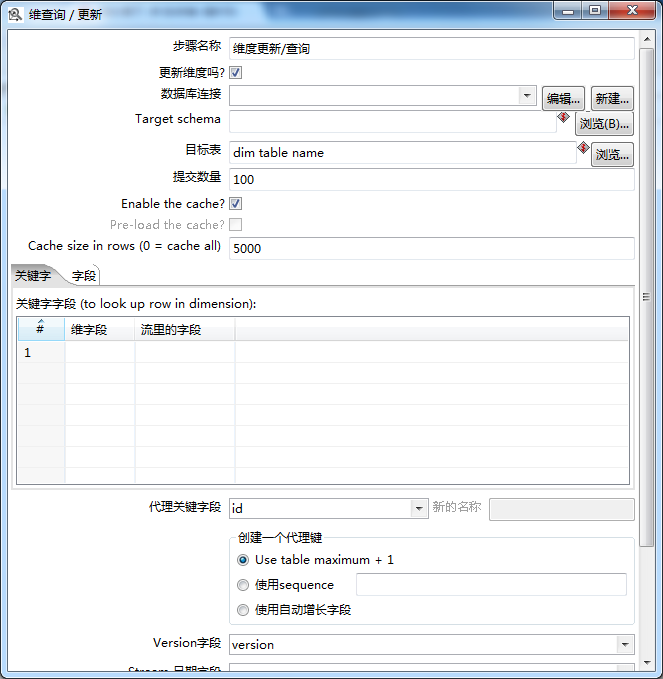 维查询 / 更新
步骤名称 维度更新/查询
更新维度吗?
数据库连接 编辑... 新建...
Target schema 浏览(B)...
目标表 dim table name 浏览...
提交数量 100
Enable the cache?
Pre-load the cache?
Cache size in rows (0 = cache all) 5000
关键字 字段
关键字字段 (to look up row in dimension):
# 维字段 流里的字段
1
代理关键字段 id 新的名称
创建一个代理键
Use table maximum + 1
使用sequence
使用自动增长字段
Version字段 version
Stream 日期字段